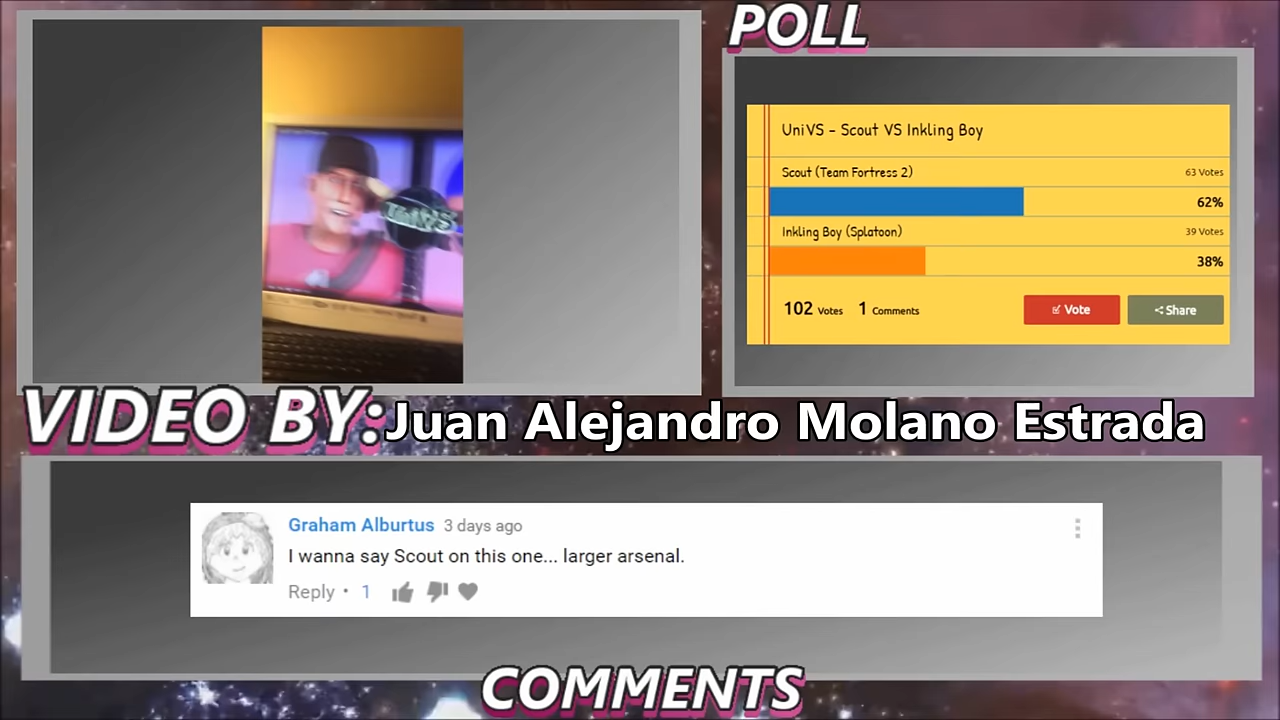 POLL
UniVS - Scout VS Inkling Boy
Scout (Team Fortress 2) 63 Votes
62%
Inkling Boy (Splatoon) 39 Votes
38%
102 Votes 1 Comments Vote Share
VIDEO BY: Juan Alejandro Molano Estrada
Graham Alburtus 3 days ago
I wanna say Scout on this one... larger arsenal.
Reply • 1
COMMENTS